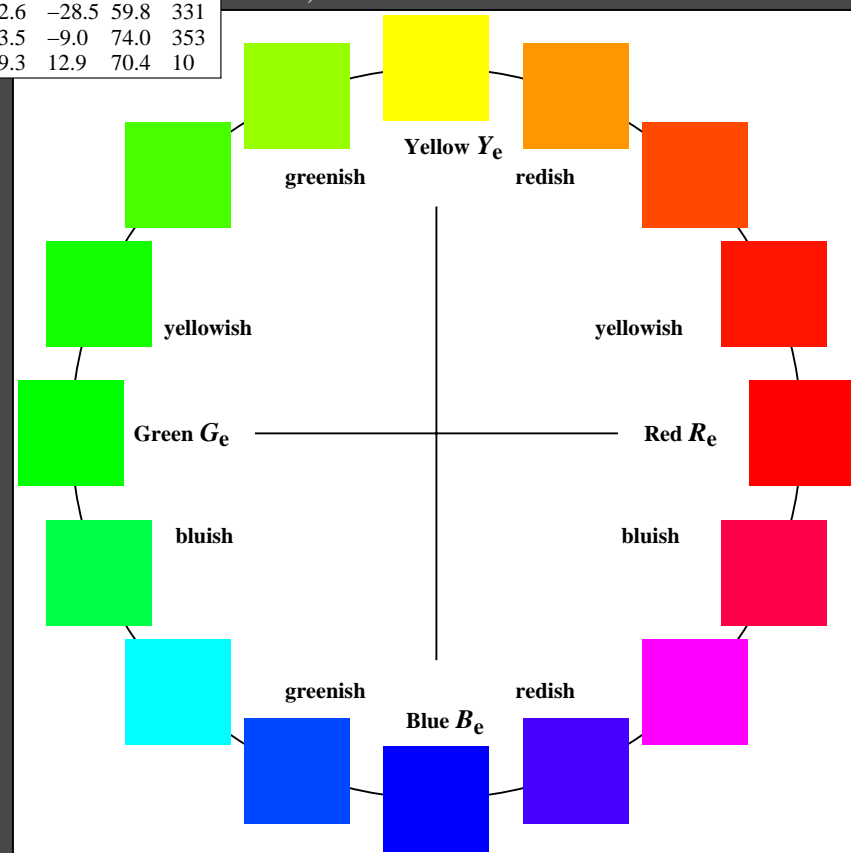 2.6 –28.5 59.8 331
3.5 –9.0 74.0 353
9.3 12.9 70.4 10
Yellow Ye
greenish redish
yellowish yellowish
Green Ge Red Re
bluish bluish
greenish redish
Blue Be